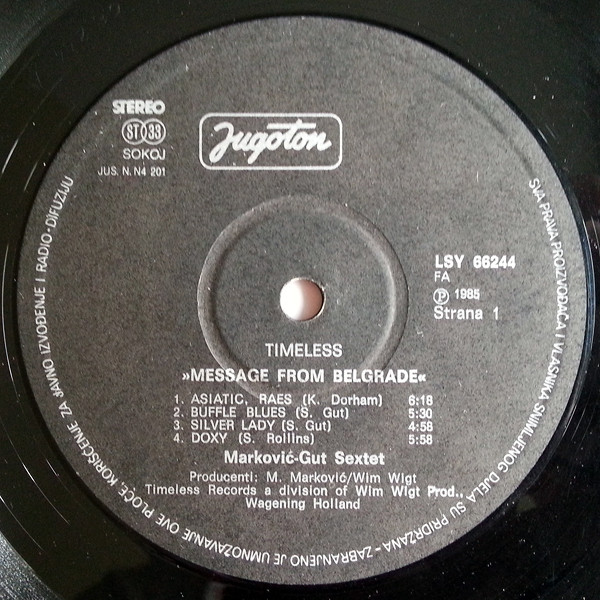 STEREO
ST 33
SOKOJ
JUS. N. N4 201
Jugoton
LSY 66244
FA
Ⓟ 1985
Strana 1
TIMELESS
»MESSAGE FROM BELGRADE«
1. ASIATIC, RAES (K. Dorham) 6:18
2. BUFFLE BLUES (S. Gut) 5:30
3. SILVER LADY (S. Gut) 4:58
4. DOXY (S. Rollins) 5:58
Marković-Gut Sextet
Producenti: M. Marković/Wim Wigt
Timeless Records a division of Wim Wigt Prod.,
Wagening Holland
SVA PRAVA PROIZVOĐAČA I VLASNIKA SNIMLJENOG DJELA SU PRIDRŽANA - ZABRANJENO JE UMNOŽAVANJE OVE PLOČE, KORIŠĆENJE ZA JAVNO IZVOĐENJE I RADIO-DIFUZIJU